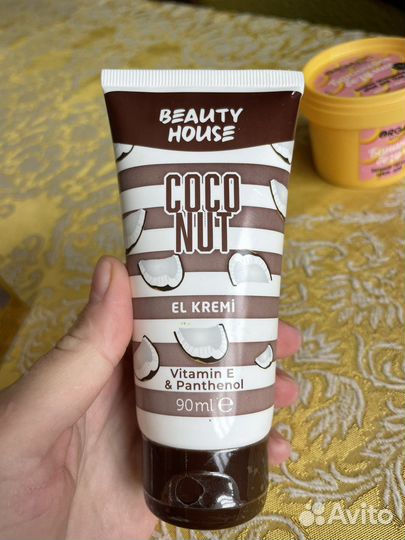 BEAUTY
HOUSE
COCO
NUT
EL KREMİ
Vitamin E
& Panthenol
90ml ℮
Avito